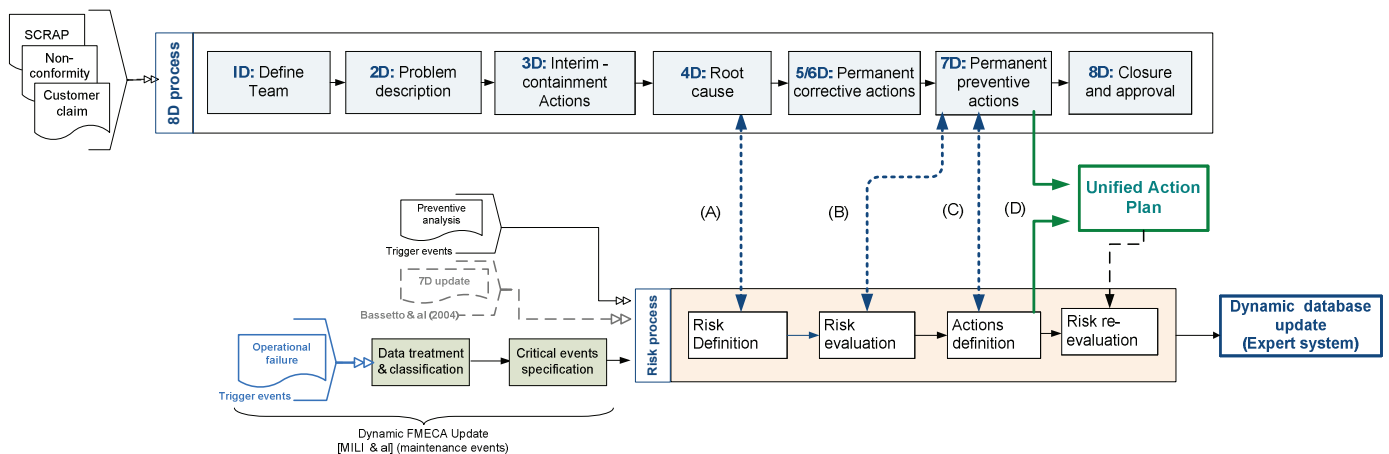 SCRAP
Non-
conformity
Customer
claim
8D process
1D: Define
Team
2D: Problem
description
3D: Interim -
containment
Actions
4D: Root
cause
5/6D: Permanent
corrective actions
7D: Permanent
preventive
actions
8D: Closure
and approval
(A)
(B)
(C)
(D)
Unified Action
Plan
Preventive
analysis
Trigger events
7D update
Bassetto & al (2004)
Operational
failure
Trigger events
Data treatment
& classification
Critical events
specification
Risk process
Risk
Definition
Risk
evaluation
Actions
definition
Risk re-
evaluation
Dynamic database
update
(Expert system)
Dynamic FMECA Update
[MILI & al] (maintenance events)